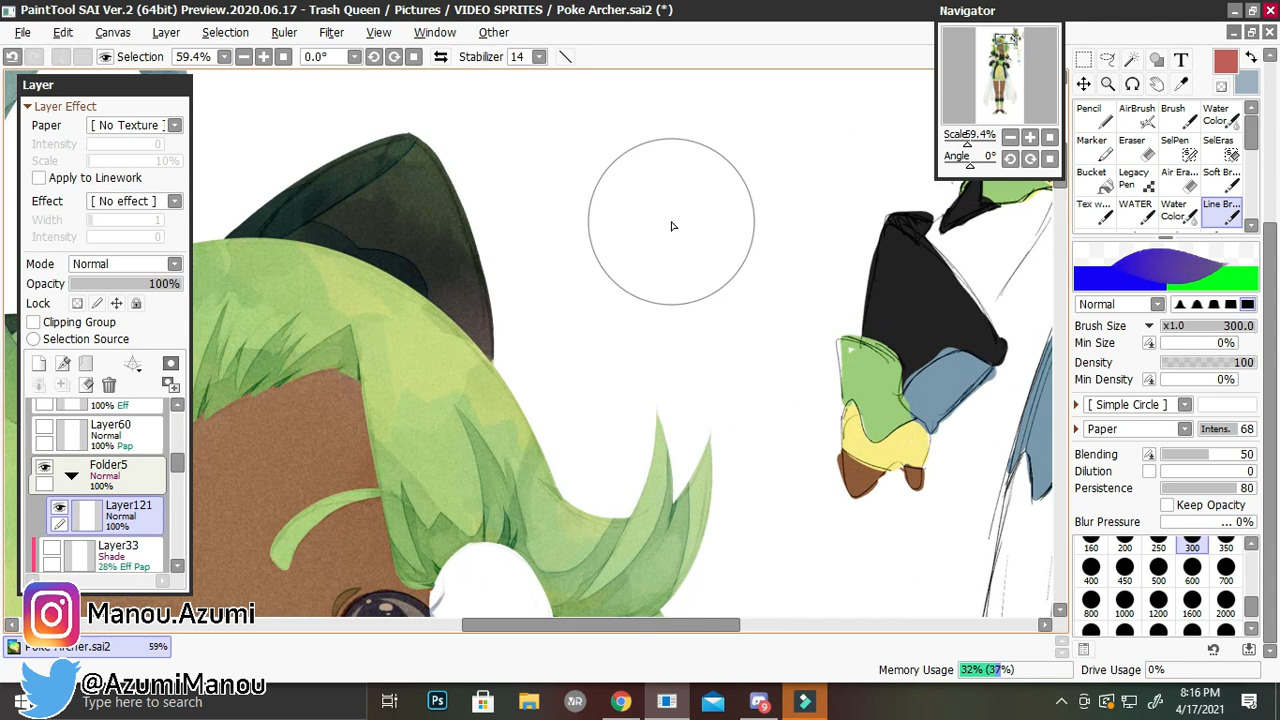 PaintTool SAI Ver.2 (64bit) Preview.2020.06.17 - Trash Queen / Pictures / VIDEO SPRITES / Poke Archer.sai2 (*)
File Edit Canvas Layer Selection Ruler Filter View Window Other
Selection 59.4% 0.0° Stabilizer 14
Navigator
Scale 59.4%
Angle 0°
Layer
Layer Effect
Paper [ No Texture ]
Intensity 0
Scale 10%
Apply to Linework
Effect [ No effect ]
Width 1
Intensity 0
Mode Normal
Opacity 100%
Lock
Clipping Group
Selection Source
100% Eff
Layer60
Normal
100% Pap
Folder5
Normal
100%
Layer121
Normal
100%
Layer33
Shade
28% Eff Pap
T
Pencil AirBrush Brush Water Color
Marker Eraser SelPen SelEras
Bucket Legacy Pen Air Era... Soft Br...
Tex w... WATER Water Color Line Br...
Normal
Brush Size x1.0 300.0
Min Size 0%
Density 100
Min Density 0%
[ Simple Circle ]
Paper Intens. 68
Blending 50
Dilution 0
Persistence 80
Keep Opacity
Blur Pressure ... 0%
160 200 250 300 350
400 450 500 600 700
800 1000 1200 1600 2000
Manou.Azumi
Poke Archer.sai2 59%
@AzumiManou
Memory Usage 32% (37%) Drive Usage 0%
Type here to search
Ps
9
8:16 PM
4/17/2021